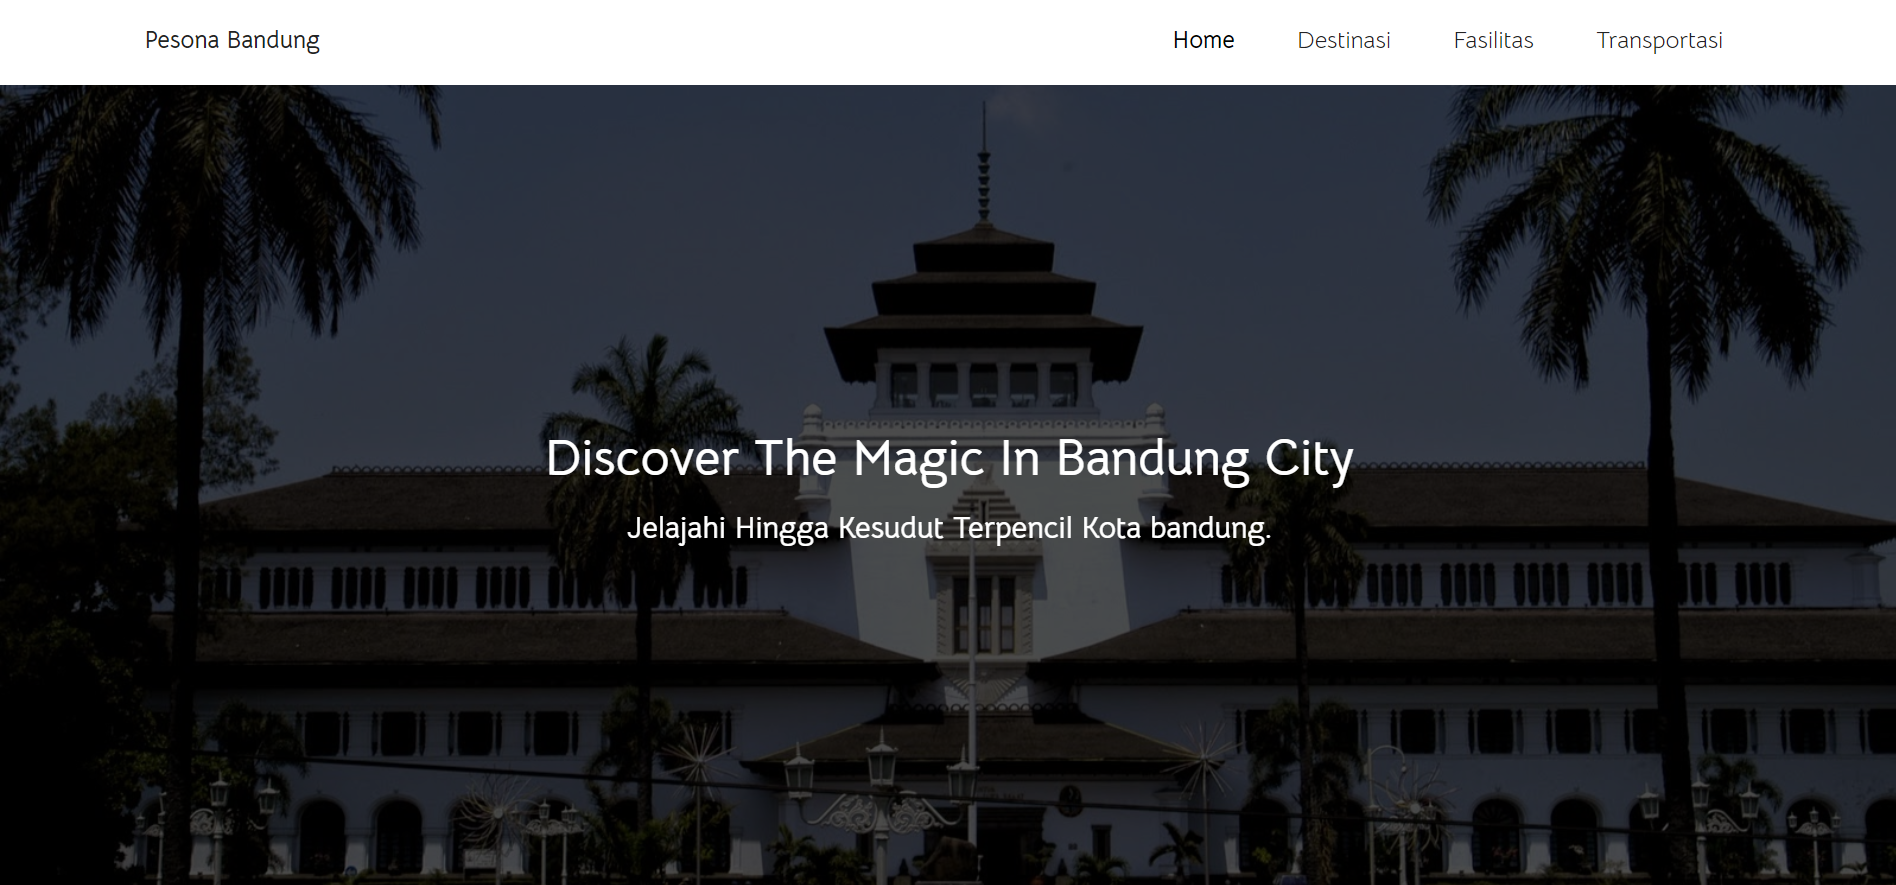 Pesona Bandung
Home Destinasi Fasilitas Transportasi
Discover The Magic In Bandung City
Jelajahi Hingga Kesudut Terpencil Kota bandung.